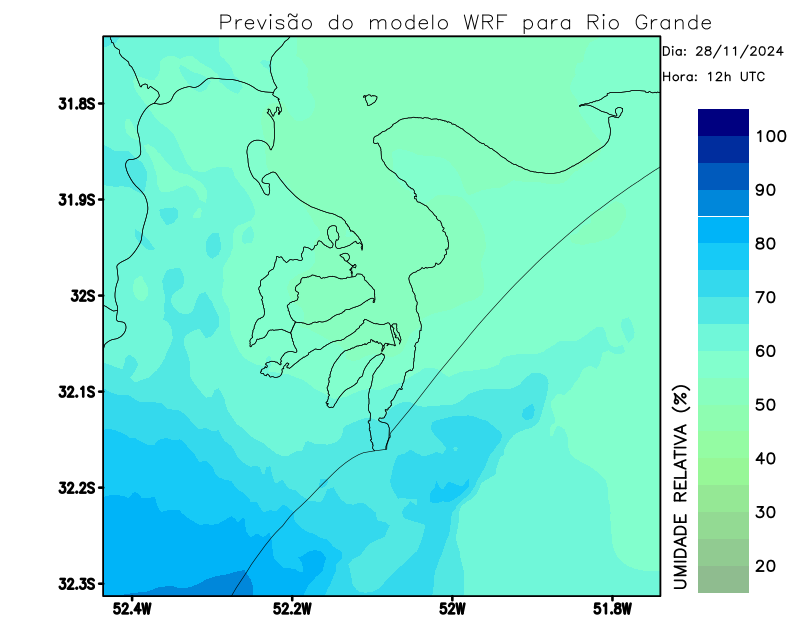 Previsão do modelo WRF para Rio Grande
Dia: 28/11/2024
Hora: 12h UTC
31.8S
31.9S
32S
32.1S
32.2S
32.3S
52.4W
52.2W
52W
51.8W
100
90
80
70
60
50
40
30
20
UMIDADE RELATIVA (%)